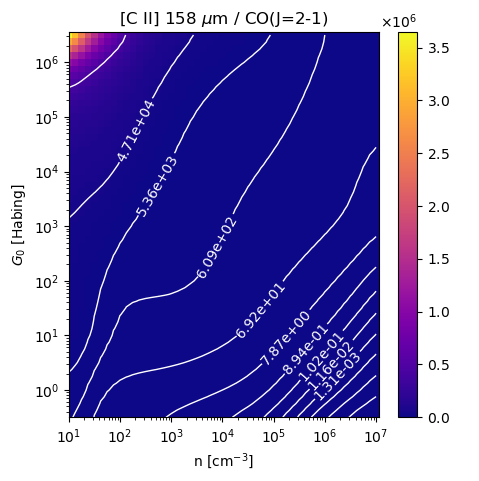 [C II] 158 μm / CO(J=2-1)
×10⁶
3.5
3.0
2.5
2.0
1.5
1.0
0.5
0.0
G₀ [Habing]
10⁶
10⁵
10⁴
10³
10²
10¹
10⁰
4.71e+04
5.36e+03
6.09e+02
6.92e+01
7.87e+00
8.94e-01
1.02e-01
1.16e-02
1.31e-03
10¹
10²
10³
10⁴
10⁵
10⁶
10⁷
n [cm⁻³]